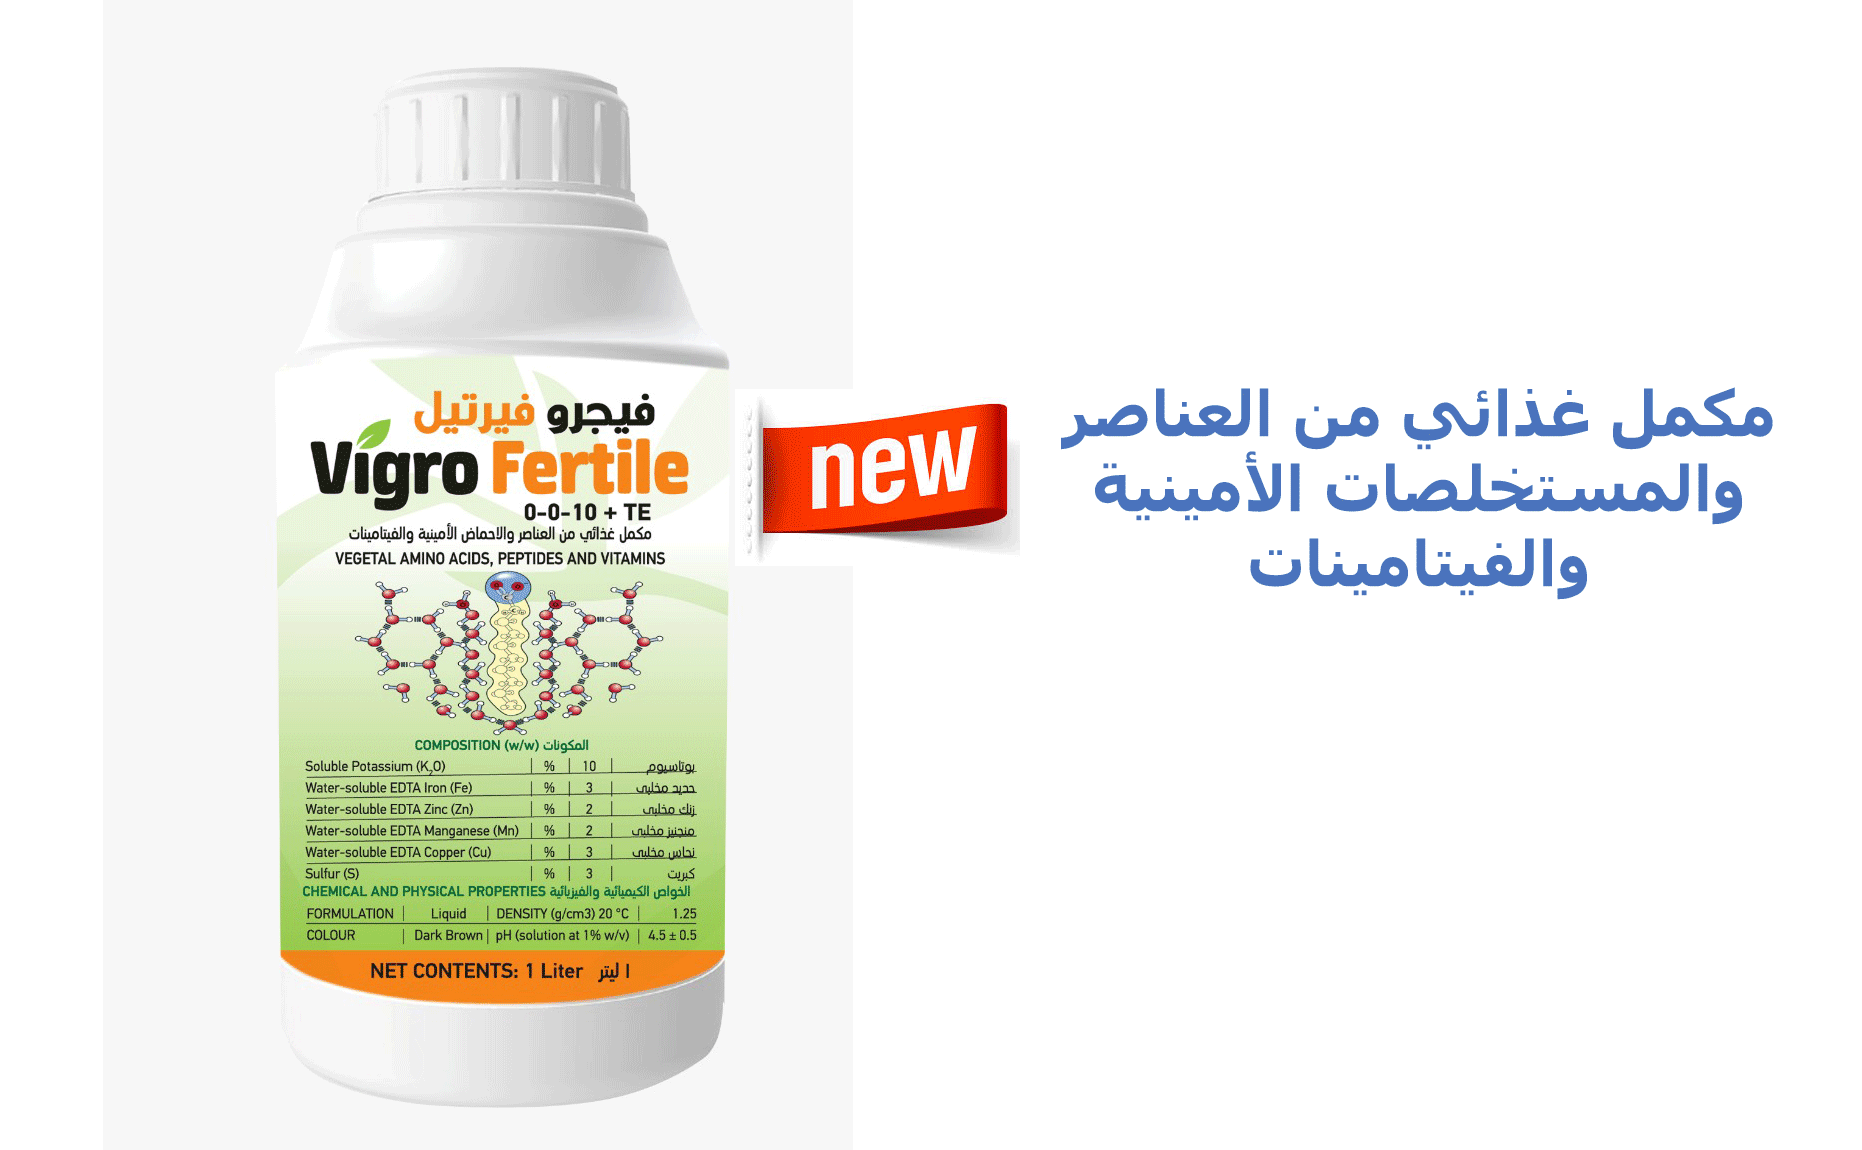 فيجرو فيرتيل
Vigro Fertile
0-0-10 + TE
مكمل غذائي من العناصر والاحماض الأمينية والفيتامينات
VEGETAL AMINO ACIDS, PEPTIDES AND VITAMINS
COMPOSITION (w/w) المكونات
Soluble Potassium (K₂O) | % | 10 | بوتاسيوم
Water-soluble EDTA Iron (Fe) | % | 3 | حديد مخلبى
Water-soluble EDTA Zinc (Zn) | % | 2 | زنك مخلبى
Water-soluble EDTA Manganese (Mn) | % | 2 | منجنيز مخلبى
Water-soluble EDTA Copper (Cu) | % | 3 | نحاس مخلبى
Sulfur (S) | % | 3 | كبريت
CHEMICAL AND PHYSICAL PROPERTIES الخواص الكيميائية والفيزيائية
FORMULATION | Liquid | DENSITY (g/cm3) 20 °C | 1.25
COLOUR | Dark Brown | pH (solution at 1% w/v) | 4.5 ± 0.5
NET CONTENTS: 1 Liter ١ ليتر
new
مكمل غذائي من العناصر
والمستخلصات الأمينية
والفيتامينات